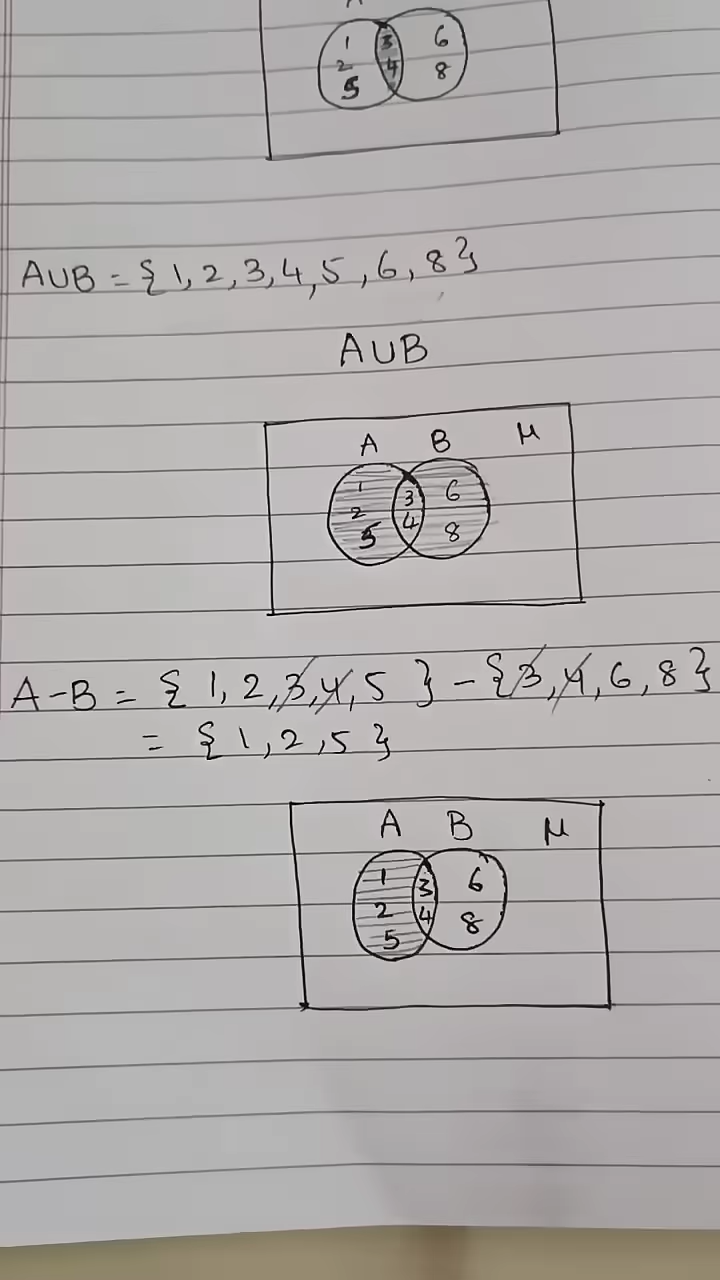 1 3 6
2 4 8
5
AUB = {1, 2, 3, 4, 5, 6, 8}
AUB
A B μ
1 3 6
2 4 8
5
A-B = {1, 2, 3, 4, 5} - {3, 4, 6, 8}
= {1, 2, 5}
A B μ
1 3 6
2 4 8
5